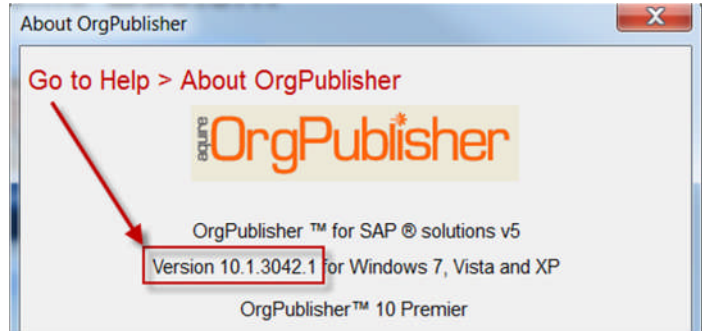 About OrgPublisher
X
Go to Help > About OrgPublisher
aquire OrgPublisher
OrgPublisher ™ for SAP ® solutions v5
Version 10.1.3042.1 for Windows 7, Vista and XP
OrgPublisher™ 10 Premier